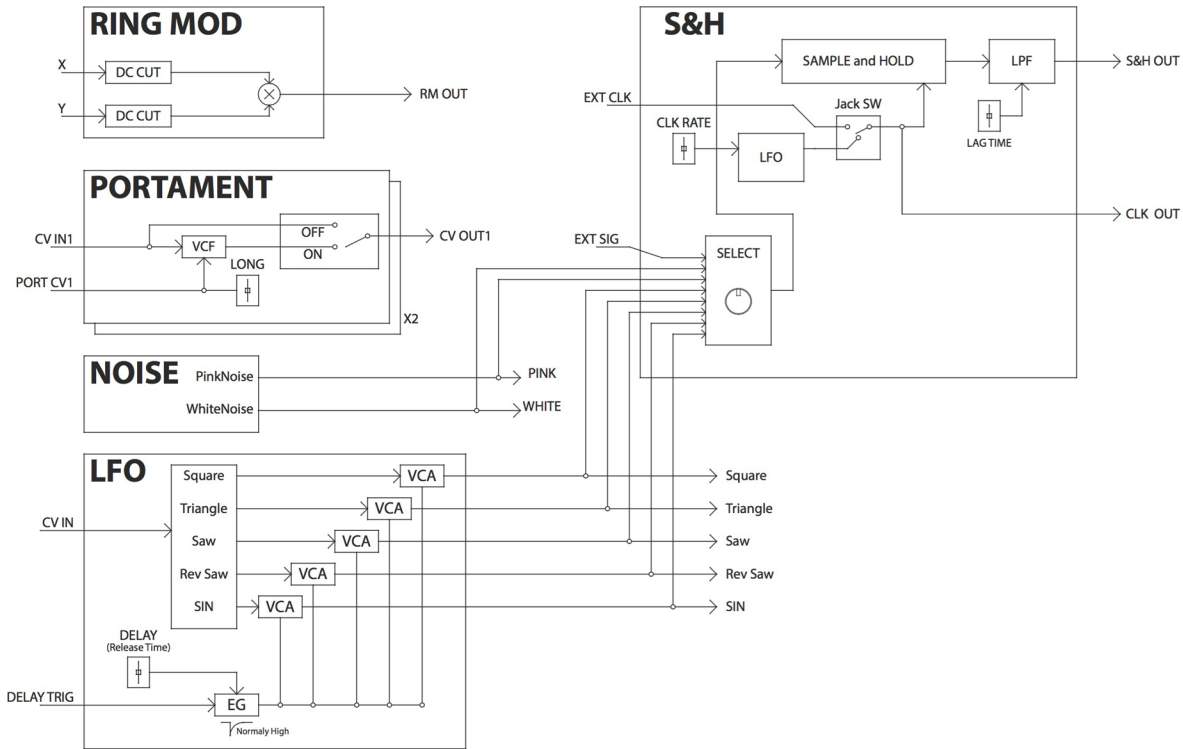 RING MOD
X
DC CUT
Y
DC CUT
RM OUT
PORTAMENT
CV IN1
VCF
OFF
ON
CV OUT1
PORT CV1
LONG
X2
NOISE
PinkNoise
PINK
WhiteNoise
WHITE
LFO
Square
VCA
Square
Triangle
VCA
Triangle
CV IN
Saw
VCA
Saw
Rev Saw
VCA
Rev Saw
SIN
VCA
SIN
DELAY
(Release Time)
DELAY TRIG
EG
Normaly High
S&H
SAMPLE and HOLD
LPF
S&H OUT
EXT CLK
Jack SW
CLK RATE
LFO
LAG TIME
CLK OUT
EXT SIG
SELECT